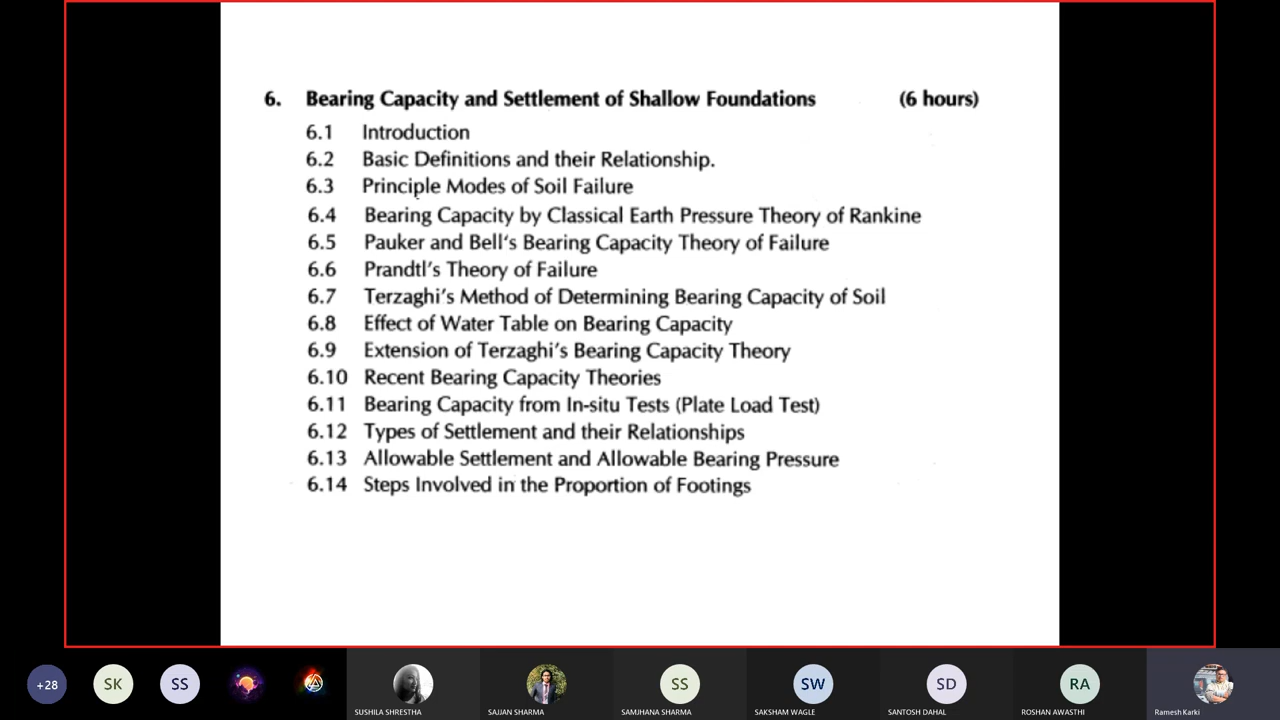 6. Bearing Capacity and Settlement of Shallow Foundations (6 hours)
6.1 Introduction
6.2 Basic Definitions and their Relationship.
6.3 Principle Modes of Soil Failure
6.4 Bearing Capacity by Classical Earth Pressure Theory of Rankine
6.5 Pauker and Bell's Bearing Capacity Theory of Failure
6.6 Prandtl's Theory of Failure
6.7 Terzaghi's Method of Determining Bearing Capacity of Soil
6.8 Effect of Water Table on Bearing Capacity
6.9 Extension of Terzaghi's Bearing Capacity Theory
6.10 Recent Bearing Capacity Theories
6.11 Bearing Capacity from In-situ Tests (Plate Load Test)
6.12 Types of Settlement and their Relationships
6.13 Allowable Settlement and Allowable Bearing Pressure
6.14 Steps Involved in the Proportion of Footings
+28 SK SS SS SW SD RA
SUSHILA SHRESTHA SAJJAN SHARMA SAMJHANA SHARMA SAKSHAM WAGLE SANTOSH DAHAL ROSHAN AWASTHI Ramesh Karki